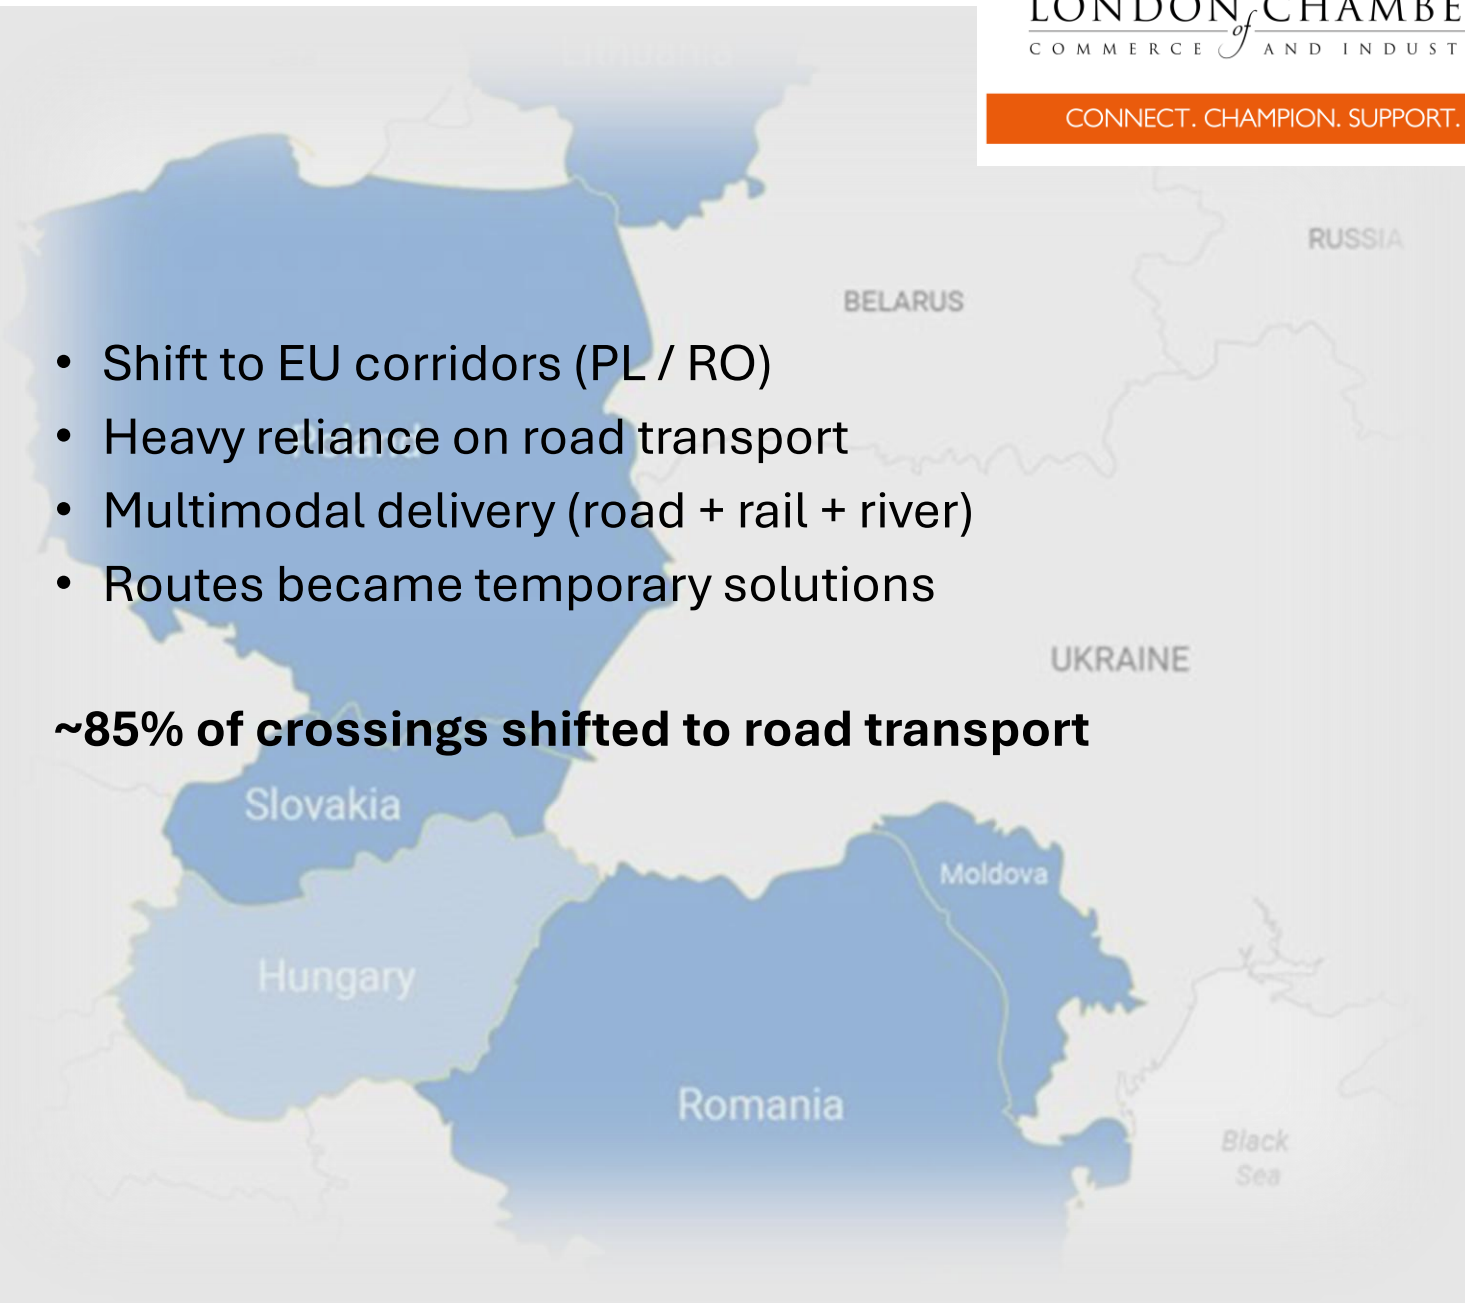 LONDON CHAMBE
of
COMMERCE AND INDUST
CONNECT. CHAMPION. SUPPORT.
Lithuania
RUSSIA
BELARUS
• Shift to EU corridors (PL / RO)
Poland
• Heavy reliance on road transport
• Multimodal delivery (road + rail + river)
• Routes became temporary solutions
UKRAINE
~85% of crossings shifted to road transport
Slovakia
Moldova
Hungary
Romania
Black
Sea